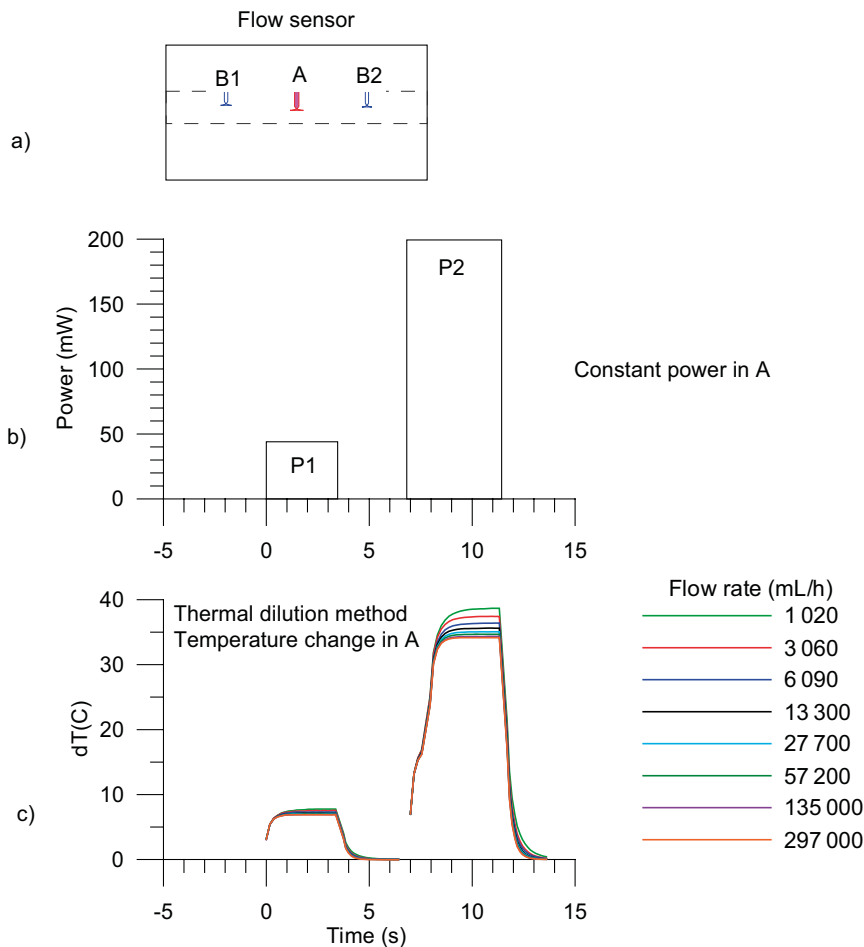 Flow sensor
B1 A B2
a)
200
150
100
50
0
Power (mW)
P1
P2
Constant power in A
b)
-5 0 5 10 15
40
30
20
10
0
dT(C)
Thermal dilution method
Temperature change in A
c)
-5 0 5 10 15
Time (s)
Flow rate (mL/h)
1 020
3 060
6 090
13 300
27 700
57 200
135 000
297 000